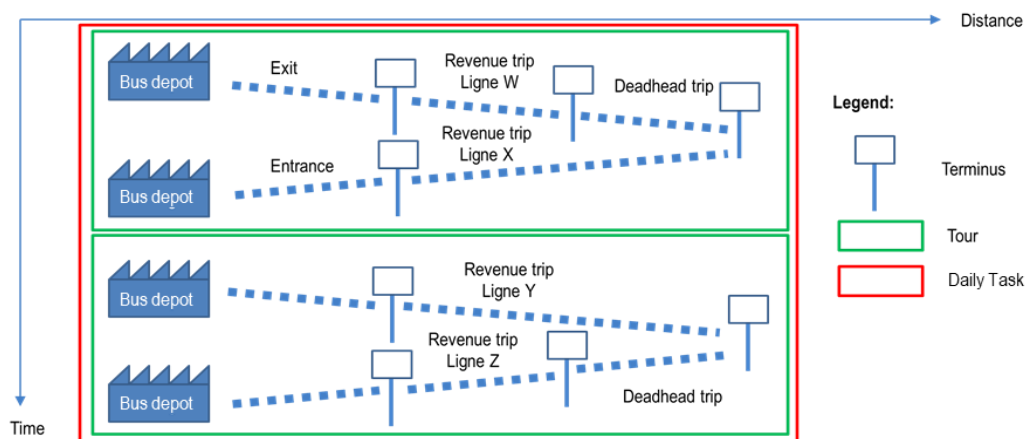 Distance
Exit
Revenue trip
Ligne W
Deadhead trip
Bus depot
Revenue trip
Ligne X
Entrance
Bus depot
Legend:
Terminus
Tour
Daily Task
Revenue trip
Ligne Y
Bus depot
Revenue trip
Ligne Z
Bus depot
Deadhead trip
Time